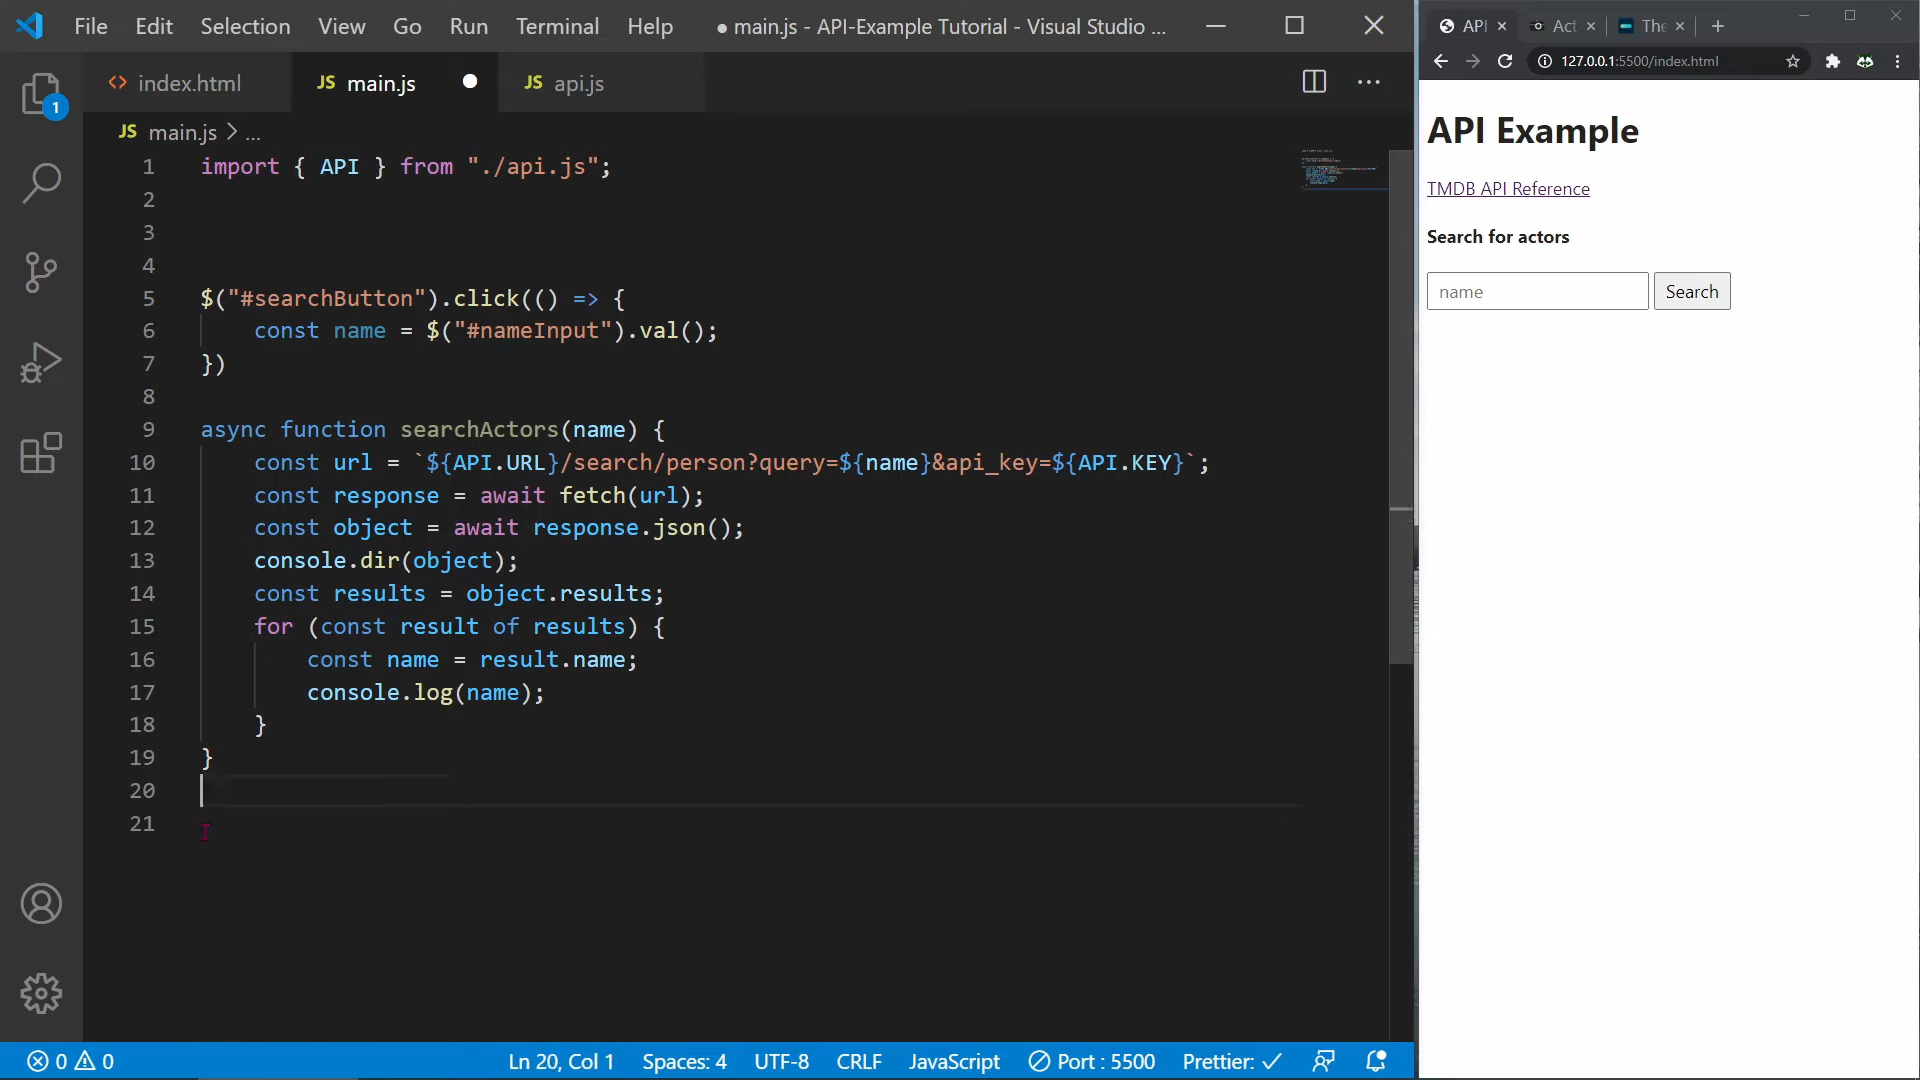 File Edit Selection View Go Run Terminal Help ● main.js - API-Example Tutorial - Visual Studio ...
<> index.html JS main.js ● JS api.js
JS main.js > ...
1 import { API } from "./api.js";
2
3
4
5 $("#searchButton").click(() => {
6 const name = $("#nameInput").val();
7 })
8
9 async function searchActors(name) {
10 const url = `${API.URL}/search/person?query=${name}&api_key=${API.KEY}`;
11 const response = await fetch(url);
12 const object = await response.json();
13 console.dir(object);
14 const results = object.results;
15 for (const result of results) {
16 const name = result.name;
17 console.log(name);
18 }
19 }
20
21
1
0 0 Ln 20, Col 1 Spaces: 4 UTF-8 CRLF JavaScript Port : 5500 Prettier: ✓
API Act The
127.0.0.1:5500/index.html
API Example
TMDB API Reference
Search for actors
name Search